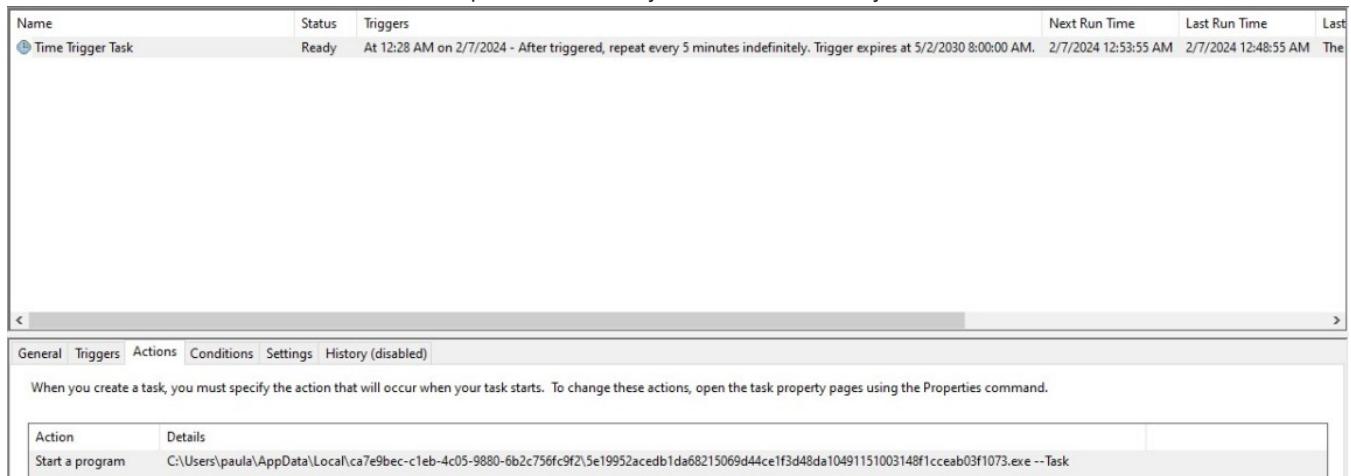 Name Status Triggers Next Run Time Last Run Time Last
Time Trigger Task Ready At 12:28 AM on 2/7/2024 - After triggered, repeat every 5 minutes indefinitely. Trigger expires at 5/2/2030 8:00:00 AM. 2/7/2024 12:53:55 AM 2/7/2024 12:48:55 AM The
General Triggers Actions Conditions Settings History (disabled)
When you create a task, you must specify the action that will occur when your task starts. To change these actions, open the task property pages using the Properties command.
Action Details
Start a program C:\Users\paula\AppData\Local\ca7e9bec-c1eb-4c05-9880-6b2c756fc9f2\5e19952acedb1da68215069d44ce1f3d48da10491151003148f1cceab03f1073.exe --Task